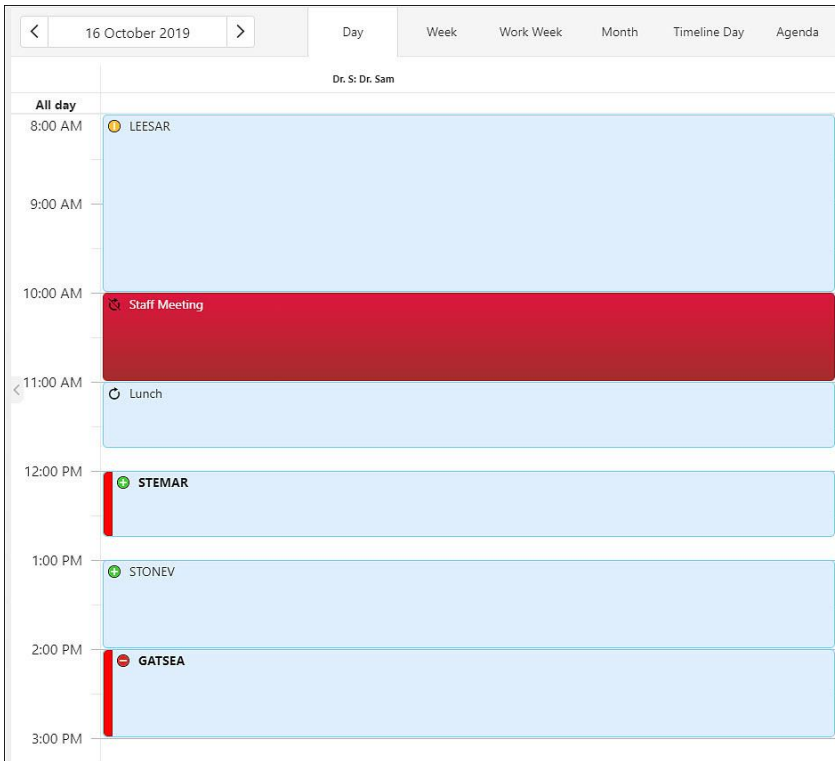 16 October 2019 Day Week Work Week Month Timeline Day Agenda
Dr. S: Dr. Sam
All day
8:00 AM LEESAR
9:00 AM
10:00 AM Staff Meeting
11:00 AM Lunch
12:00 PM STEMAR
1:00 PM STONEV
2:00 PM GATSEA
3:00 PM